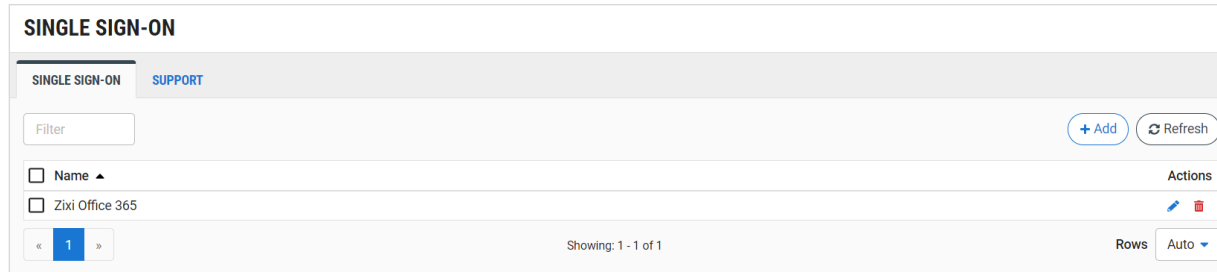 SINGLE SIGN-ON
SINGLE SIGN-ON SUPPORT
Filter + Add Refresh
Name ▲ Actions
Zixi Office 365
« 1 » Showing: 1 - 1 of 1 Rows Auto